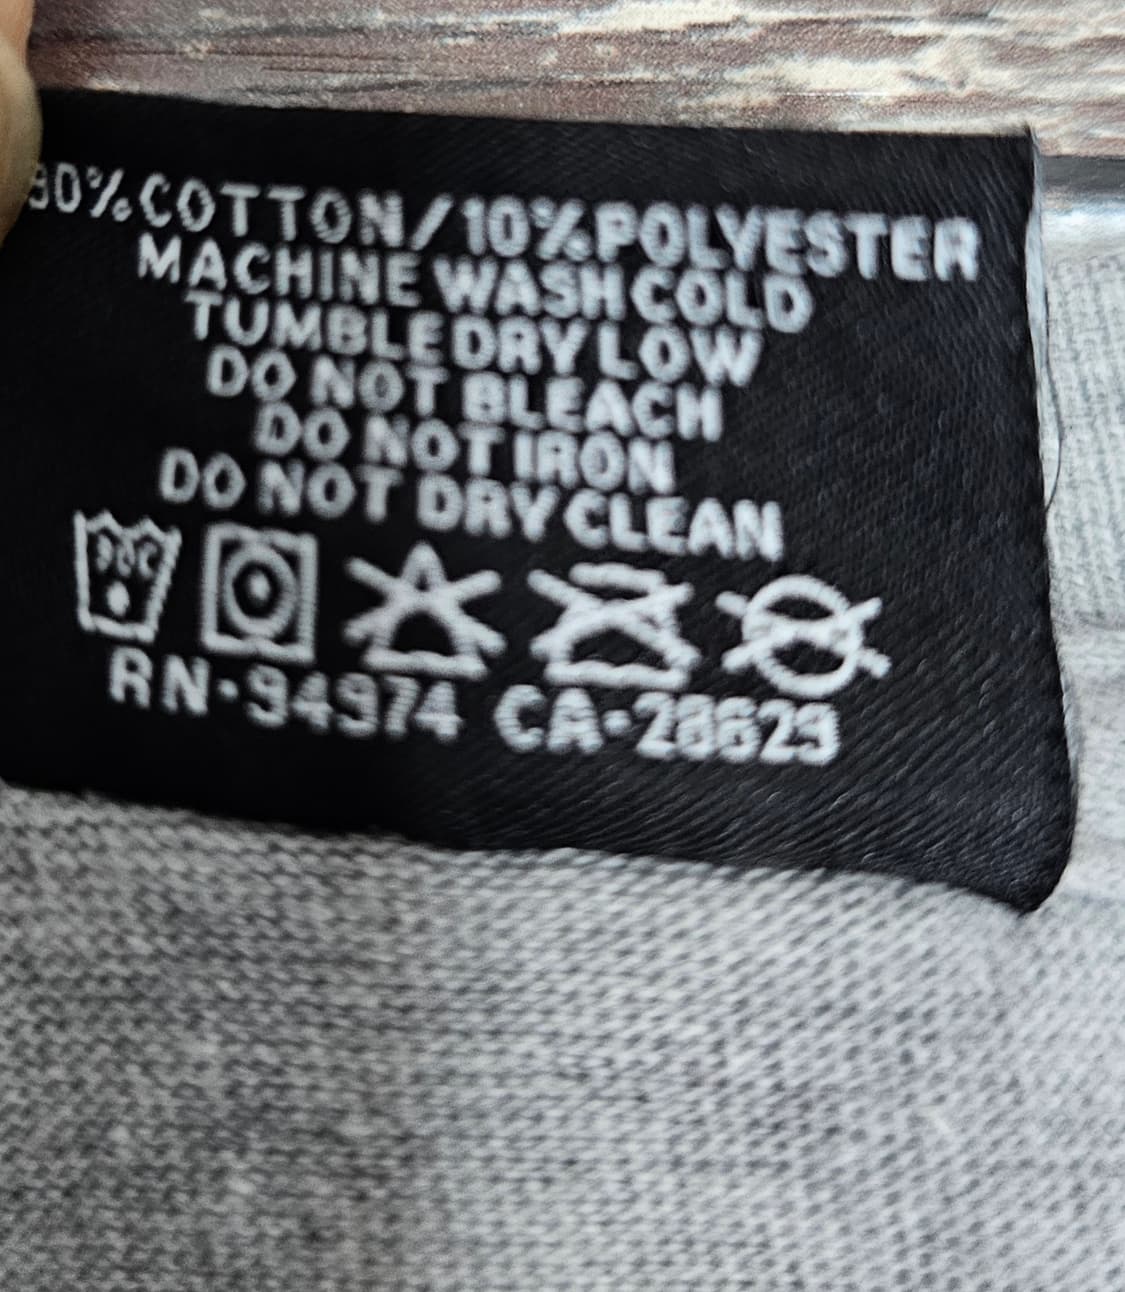 90%COTTON/10%POLYESTER
MACHINE WASH COLD
TUMBLE DRY LOW
DO NOT BLEACH
DO NOT IRON
DO NOT DRY CLEAN
RN·94974 CA·28629